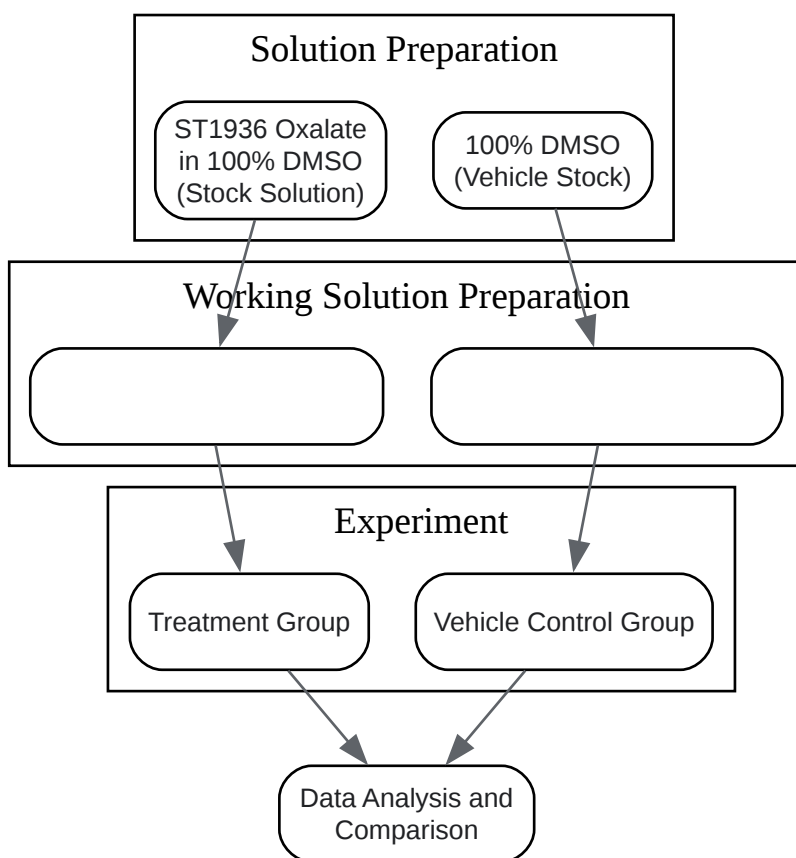 Solution Preparation
ST1936 Oxalate
in 100% DMSO
(Stock Solution)
100% DMSO
(Vehicle Stock)
Working Solution Preparation
Experiment
Treatment Group
Vehicle Control Group
Data Analysis and
Comparison